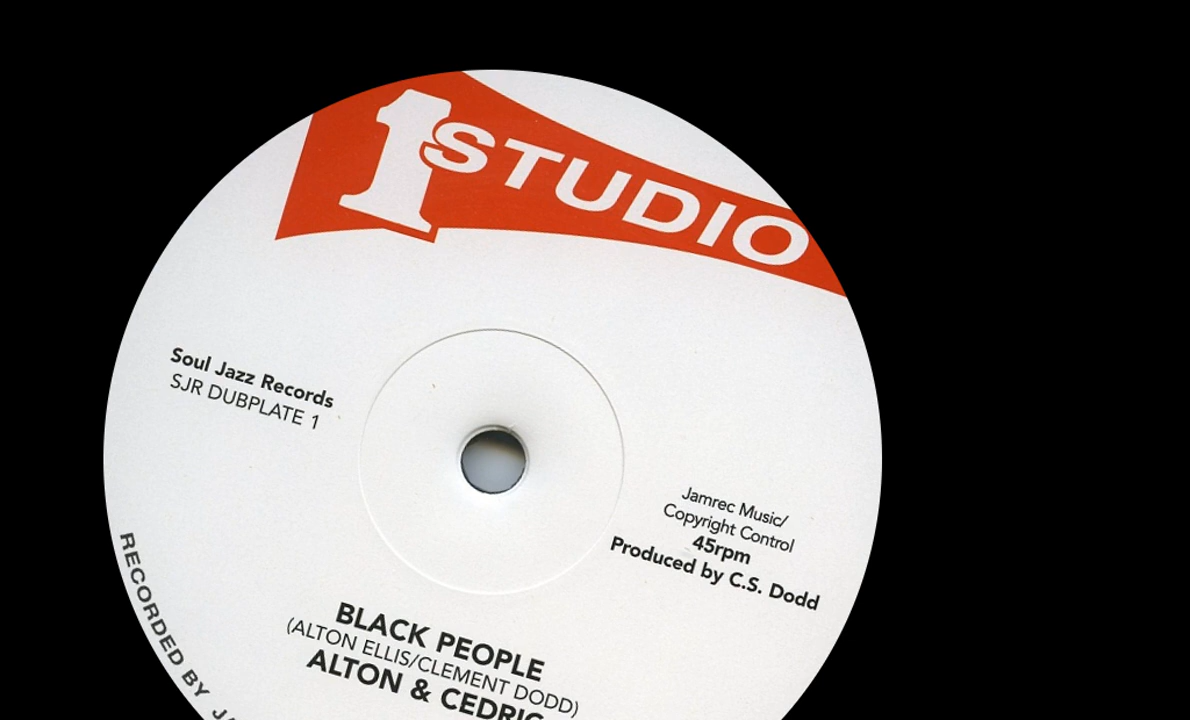 1 STUDIO
Soul Jazz Records
SJR DUBPLATE 1
Jamrec Music/
Copyright Control
45rpm
Produced by C.S. Dodd
BLACK PEOPLE
(ALTON ELLIS/CLEMENT DODD)
ALTON & CEDRIC
RECORDED BY